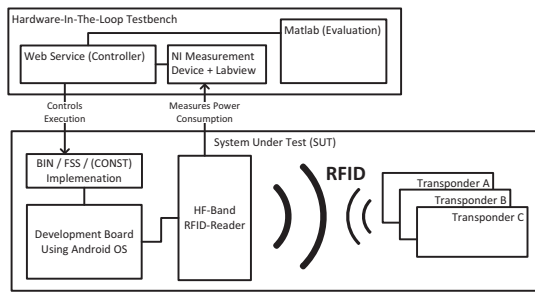 Hardware-In-The-Loop Testbench
Matlab (Evaluation)
Web Service (Controller)
NI Measurement
Device + Labview
Controls
Execution
Measures Power
Consumption
System Under Test (SUT)
BIN / FSS / (CONST)
Implemenation
Development Board
Using Android OS
HF-Band
RFID-Reader
RFID
Transponder A
Transponder B
Transponder C